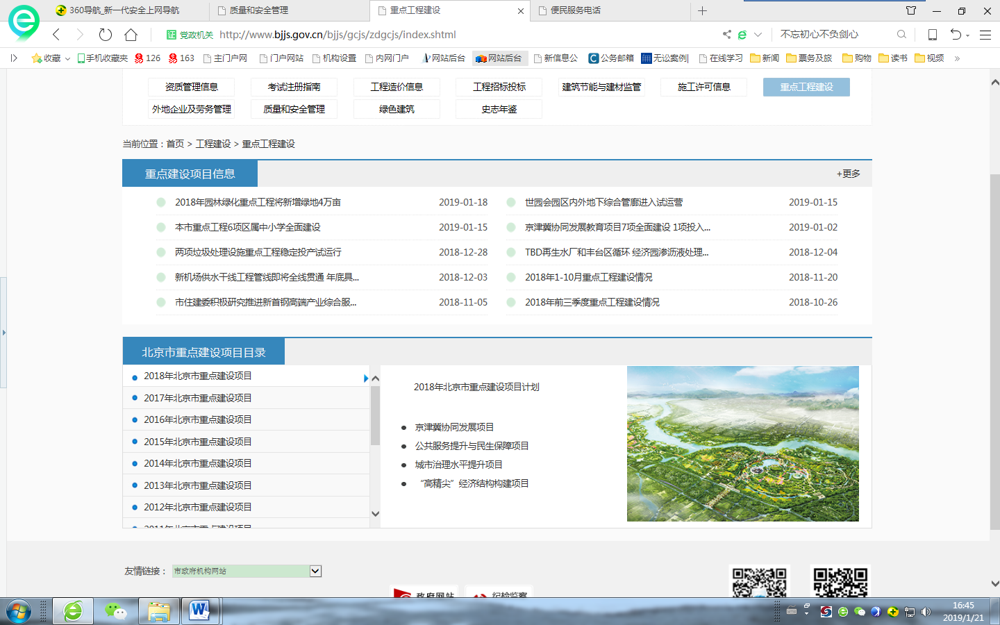 360导航_新一代安全上网导航
质量和安全管理
重点工程建设
便民服务电话
证 党政机关 http://www.bjjs.gov.cn/bjjs/gcjs/zdgcjs/index.shtml
不忘初心不负剑心
收藏 手机收藏夹 126 163 主门户网 门户网站 机构设置 内网门户 网站后台 网站后台 新信息公 公务邮箱 无讼案例| 在线学习 新闻 票务及旅 购物 读书 视频 »
资质管理信息 考试注册指南 工程造价信息 工程招标投标 建筑节能与建材监管 施工许可信息 重点工程建设
外地企业及劳务管理 质量和安全管理 绿色建筑 史志年鉴
当前位置：首页 > 工程建设 > 重点工程建设
重点建设项目信息
+更多
2018年园林绿化重点工程将新增绿地4万亩 2019-01-18
世园会园区内外地下综合管廊进入试运营 2019-01-15
本市重点工程6项区属中小学全面建设 2019-01-15
京津冀协同发展教育项目7项全面建设 1项投入... 2019-01-02
两项垃圾处理设施重点工程稳定投产试运行 2018-12-28
TBD再生水厂和丰台区循环 经济园渗沥液处理... 2018-12-04
新机场供水干线工程管线即将全线贯通 年底具... 2018-12-03
2018年1-10月重点工程建设情况 2018-11-20
市住建委积极研究推进新首钢高端产业综合服... 2018-11-05
2018年前三季度重点工程建设情况 2018-10-26
北京市重点建设项目目录
2018年北京市重点建设项目
2017年北京市重点建设项目
2016年北京市重点建设项目
2015年北京市重点建设项目
2014年北京市重点建设项目
2013年北京市重点建设项目
2012年北京市重点建设项目
2011年北京市重点建设项目
2018年北京市重点建设项目计划
京津冀协同发展项目
公共服务提升与民生保障项目
城市治理水平提升项目
“高精尖”经济结构构建项目
友情链接：
市政府机构网站
政府网站
纪检监察
16:45
2019/1/21